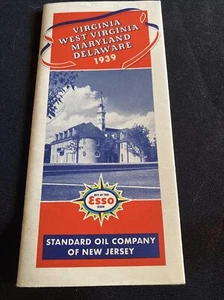 VIRGINIA
WEST VIRGINIA
MARYLAND
DELAWARE
1939
Esso
STANDARD OIL COMPANY
OF NEW JERSEY